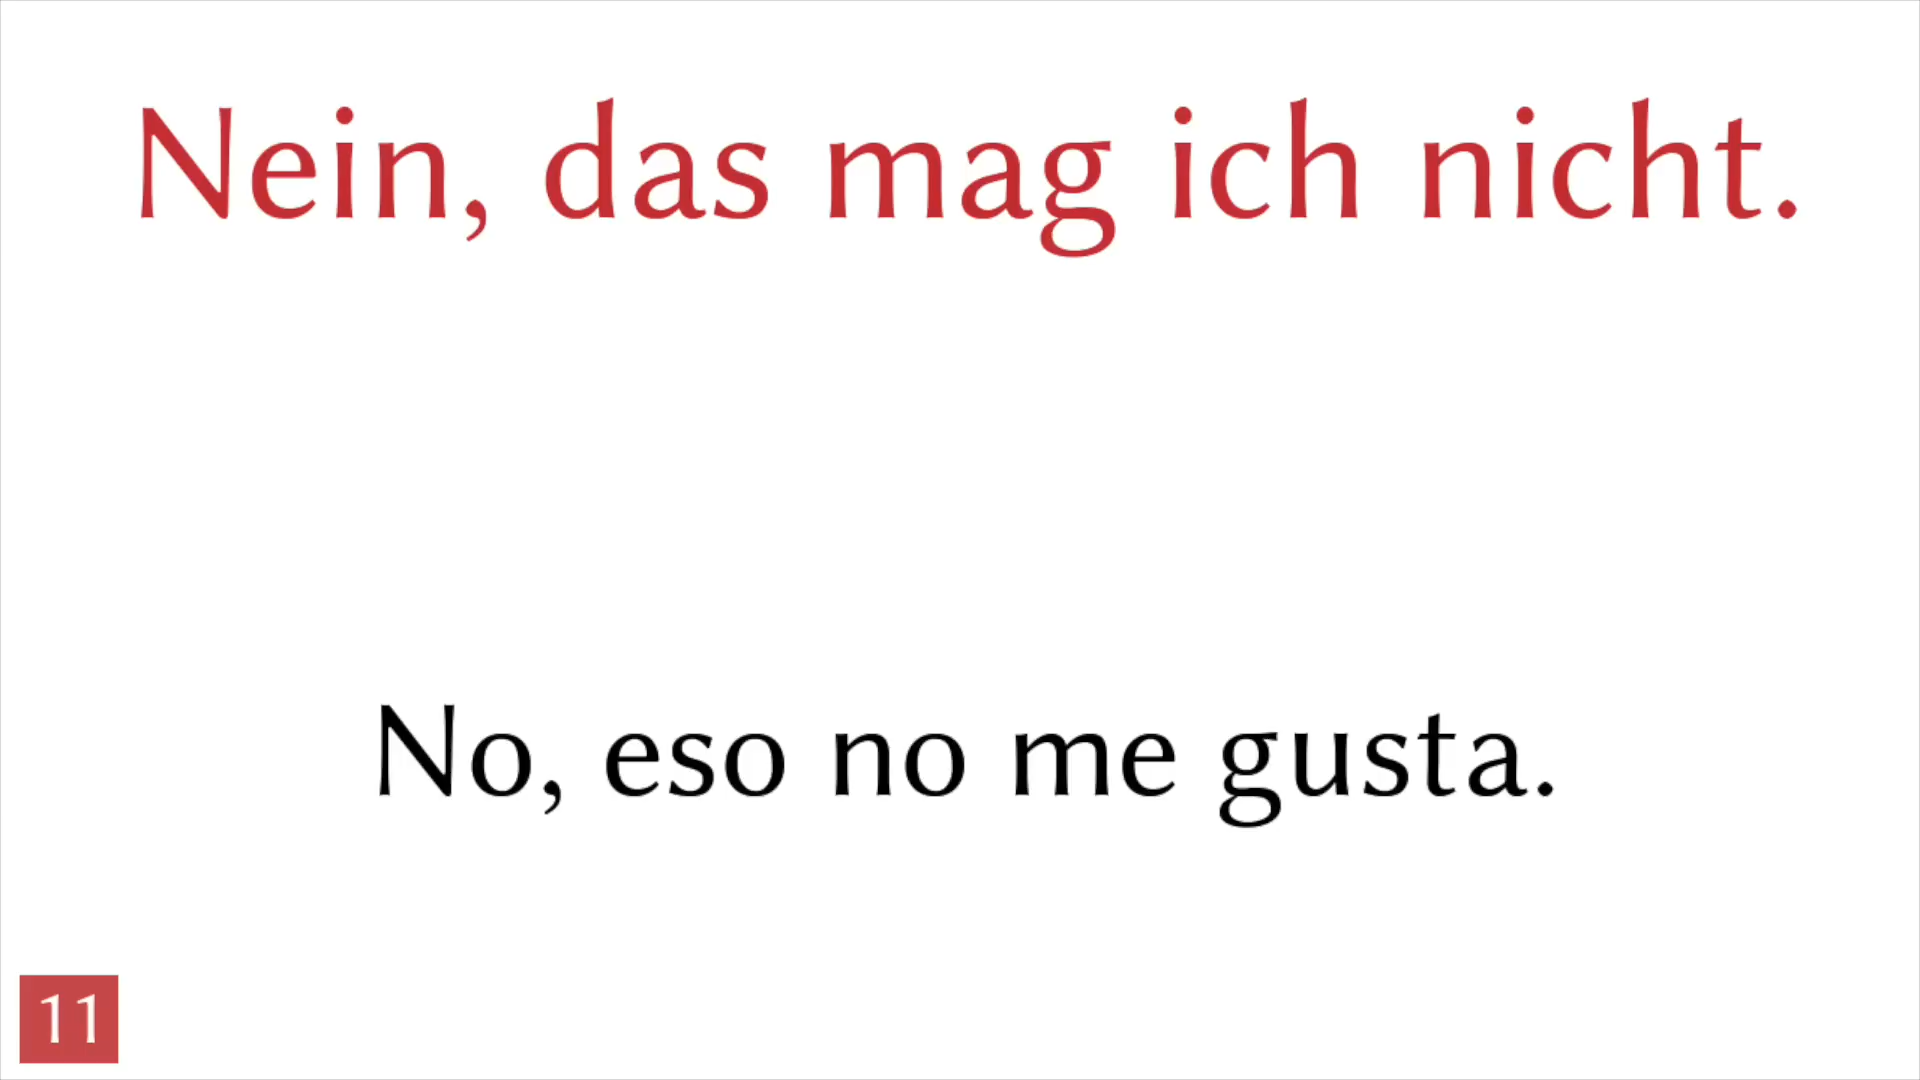 Nein, das mag ich nicht.
No, eso no me gusta.
11